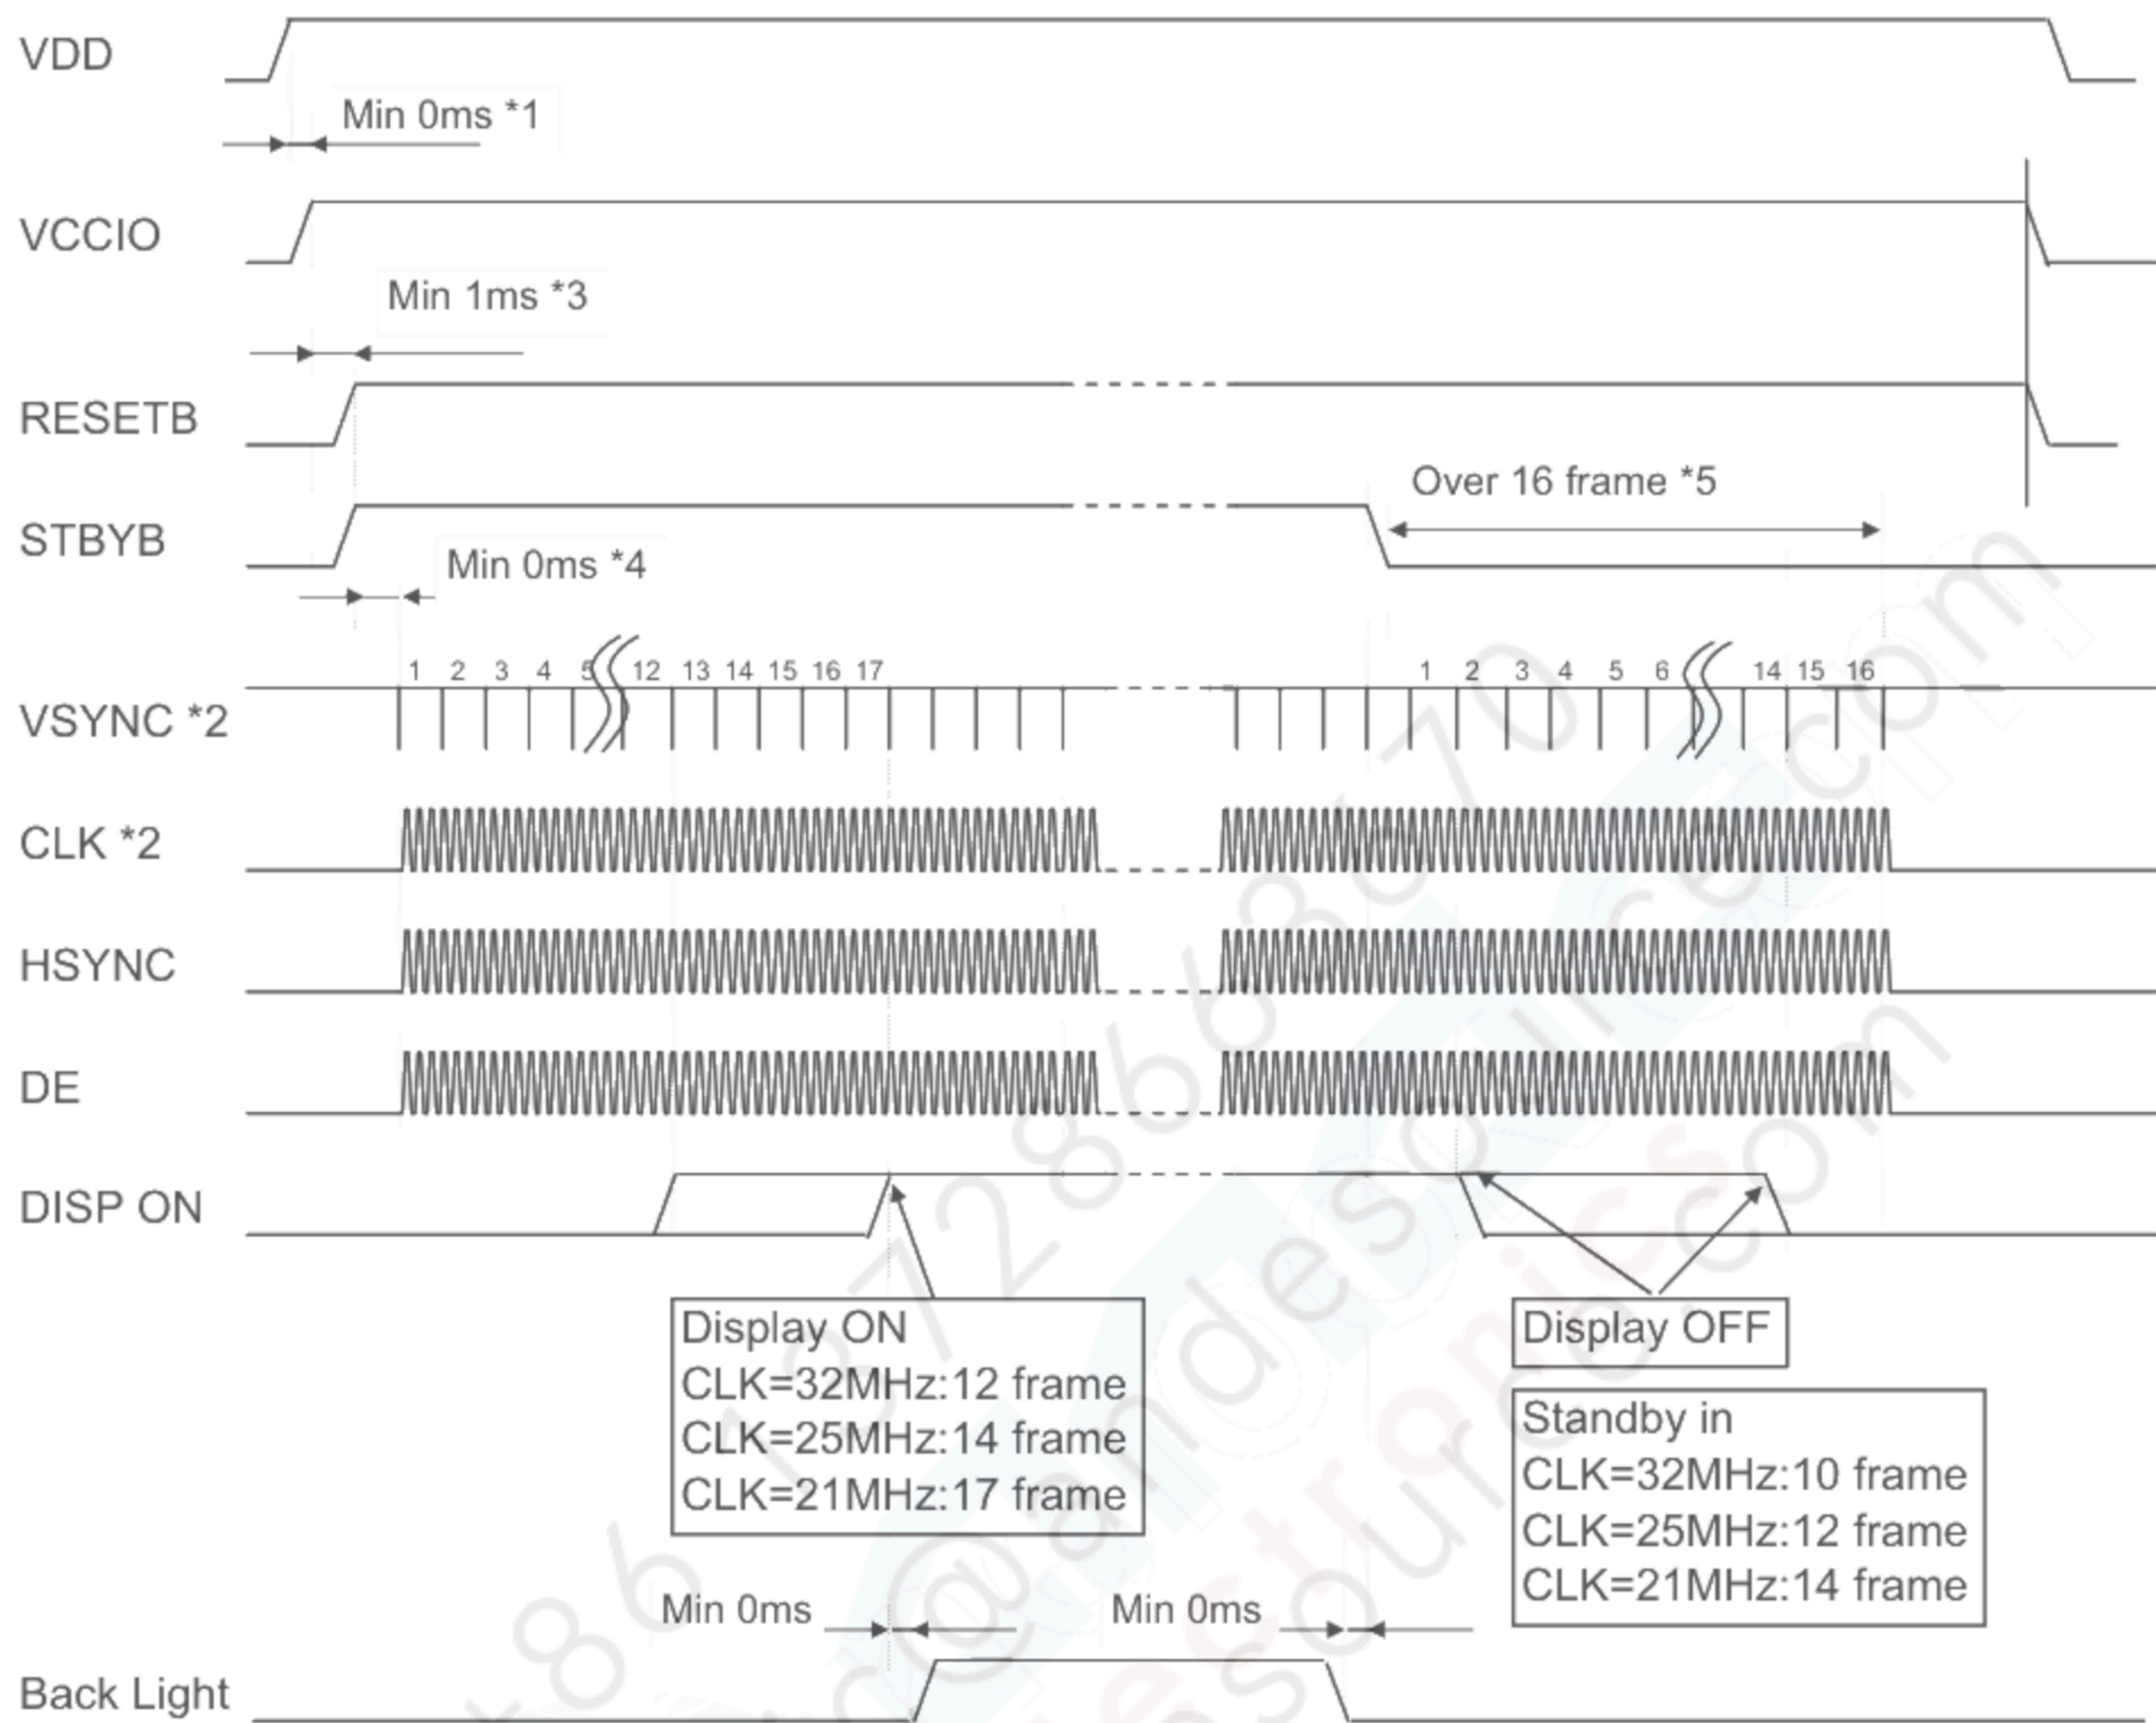 VDD
Min 0ms *1
VCCIO
Min 1ms *3
RESETB
Over 16 frame *5
STBYB
Min 0ms *4
1 2 3 4 5 12 13 14 15 16 17 1 2 3 4 5 6 14 15 16
VSYNC *2
CLK *2
HSYNC
DE
DISP ON
Display ON
CLK=32MHz:12 frame
CLK=25MHz:14 frame
CLK=21MHz:17 frame
Display OFF
Standby in
CLK=32MHz:10 frame
CLK=25MHz:12 frame
CLK=21MHz:14 frame
Min 0ms Min 0ms
Back Light